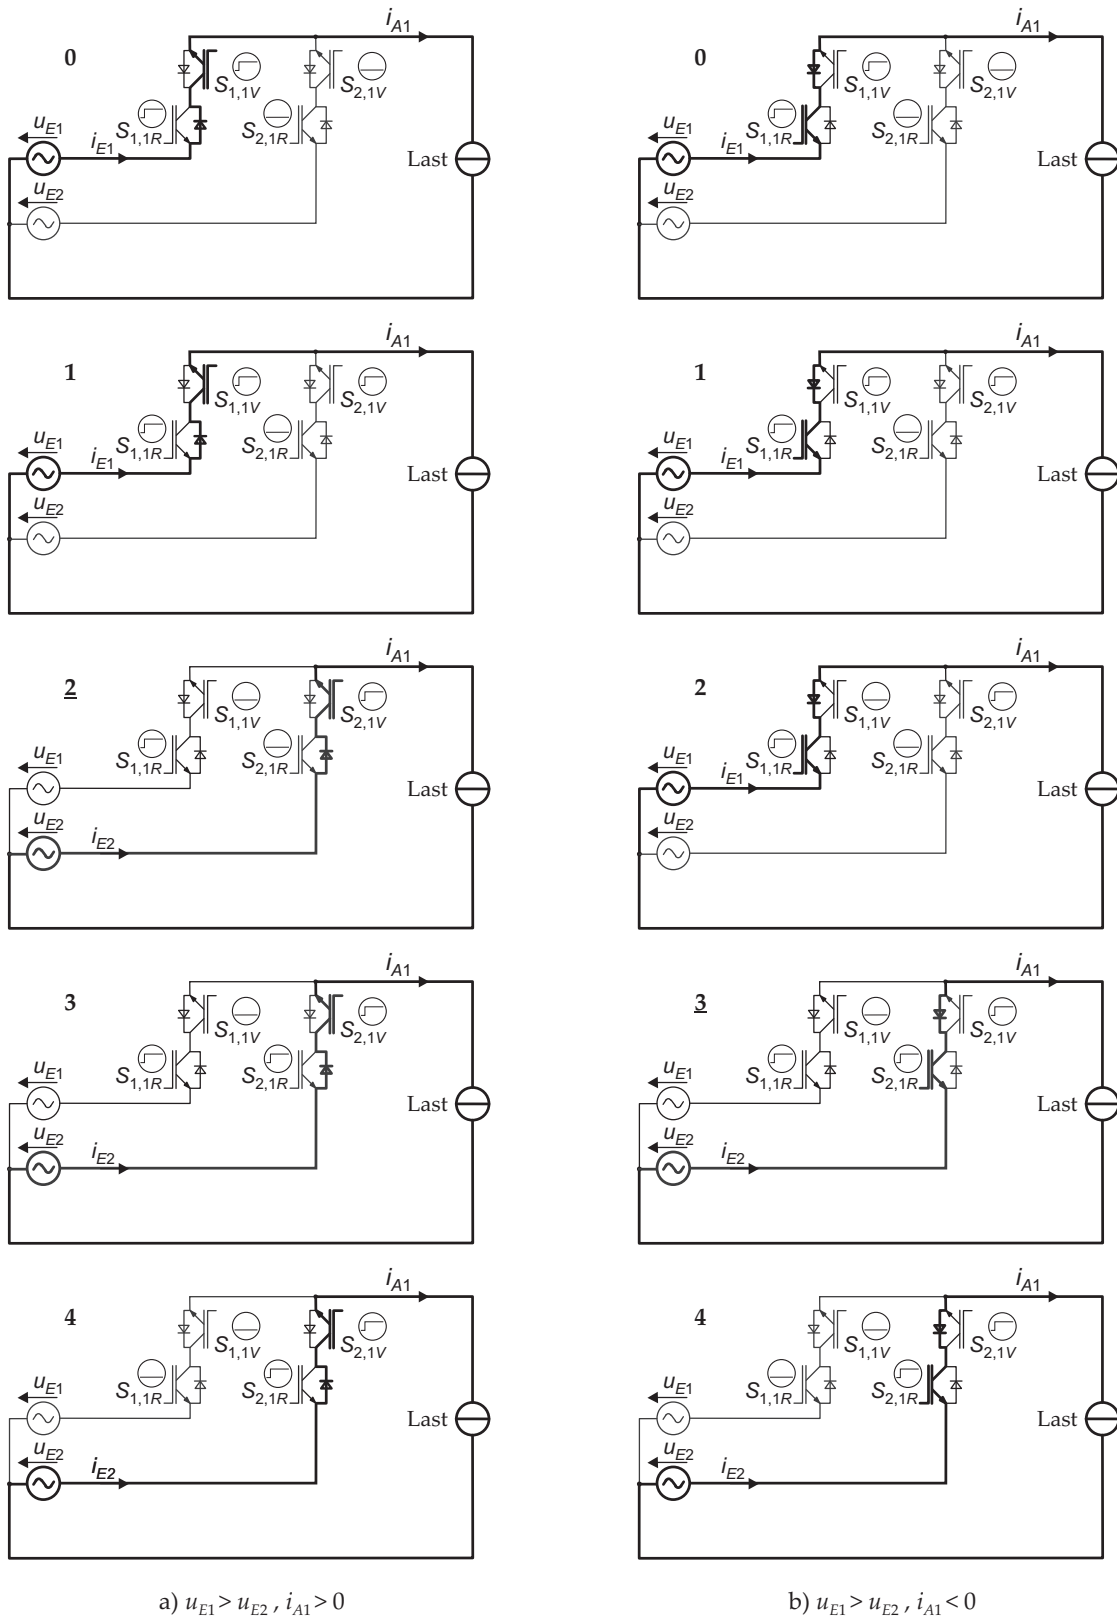 i_A1
0
S_1,1V
S_2,1V
u_E1
S_1,1R
S_2,1R
i_E1
Last
u_E2
i_A1
0
S_1,1V
S_2,1V
u_E1
S_1,1R
S_2,1R
i_E1
Last
u_E2
i_A1
1
S_1,1V
S_2,1V
u_E1
S_1,1R
S_2,1R
i_E1
Last
u_E2
i_A1
1
S_1,1V
S_2,1V
u_E1
S_1,1R
S_2,1R
i_E1
Last
u_E2
i_A1
2
S_1,1V
S_2,1V
u_E1
S_1,1R
S_2,1R
Last
u_E2
i_E2
i_A1
2
S_1,1V
S_2,1V
u_E1
S_1,1R
S_2,1R
i_E1
Last
u_E2
i_A1
3
S_1,1V
S_2,1V
u_E1
S_1,1R
S_2,1R
Last
u_E2
i_E2
i_A1
3
S_1,1V
S_2,1V
u_E1
S_1,1R
S_2,1R
Last
u_E2
i_E2
i_A1
4
S_1,1V
S_2,1V
u_E1
S_1,1R
S_2,1R
Last
u_E2
i_E2
i_A1
4
S_1,1V
S_2,1V
u_E1
S_1,1R
S_2,1R
Last
u_E2
i_E2
a) u_E1 > u_E2 , i_A1 > 0
b) u_E1 > u_E2 , i_A1 < 0